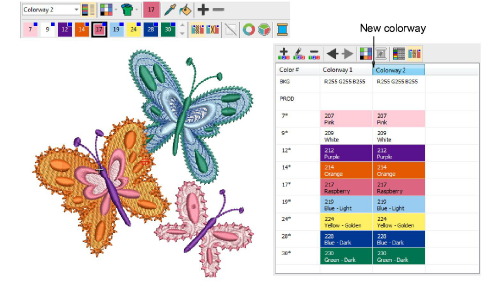 Colorway 2
17
7 9 12 14 17 19 24 28 30
New colorway
Color # Colorway 1 Colorway 2
BKG R255 G255 B255 R255 G255 B255
PROD
7* 207 207
Pink Pink
9* 209 209
White White
12* 212 212
Purple Purple
14* 214 214
Orange Orange
17* 217 217
Raspberry Raspberry
19* 219 219
Blue - Light Blue - Light
24* 224 224
Yellow - Golden Yellow - Golden
28* 228 228
Blue - Dark Blue - Dark
30* 230 230
Green - Dark Green - Dark